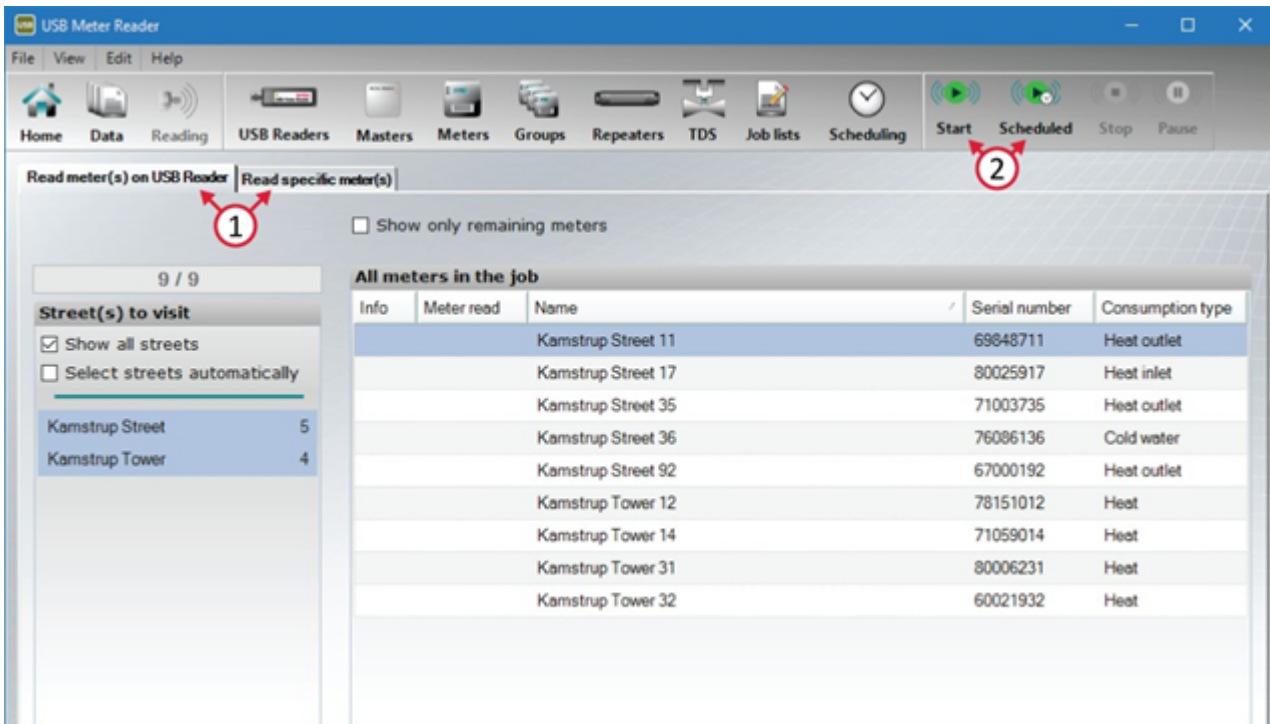 USB USB Meter Reader
File View Edit Help
Home Data Reading USB Readers Masters Meters Groups Repeaters TDS Job lists Scheduling Start Scheduled Stop Pause
Read meter(s) on USB Reader Read specific meter(s)
1
2
Show only remaining meters
9 / 9
Street(s) to visit
Show all streets
Select streets automatically
Kamstrup Street 5
Kamstrup Tower 4
All meters in the job
Info Meter read Name Serial number Consumption type
Kamstrup Street 11 69848711 Heat outlet
Kamstrup Street 17 80025917 Heat inlet
Kamstrup Street 35 71003735 Heat outlet
Kamstrup Street 36 76086136 Cold water
Kamstrup Street 92 67000192 Heat outlet
Kamstrup Tower 12 78151012 Heat
Kamstrup Tower 14 71059014 Heat
Kamstrup Tower 31 80006231 Heat
Kamstrup Tower 32 60021932 Heat